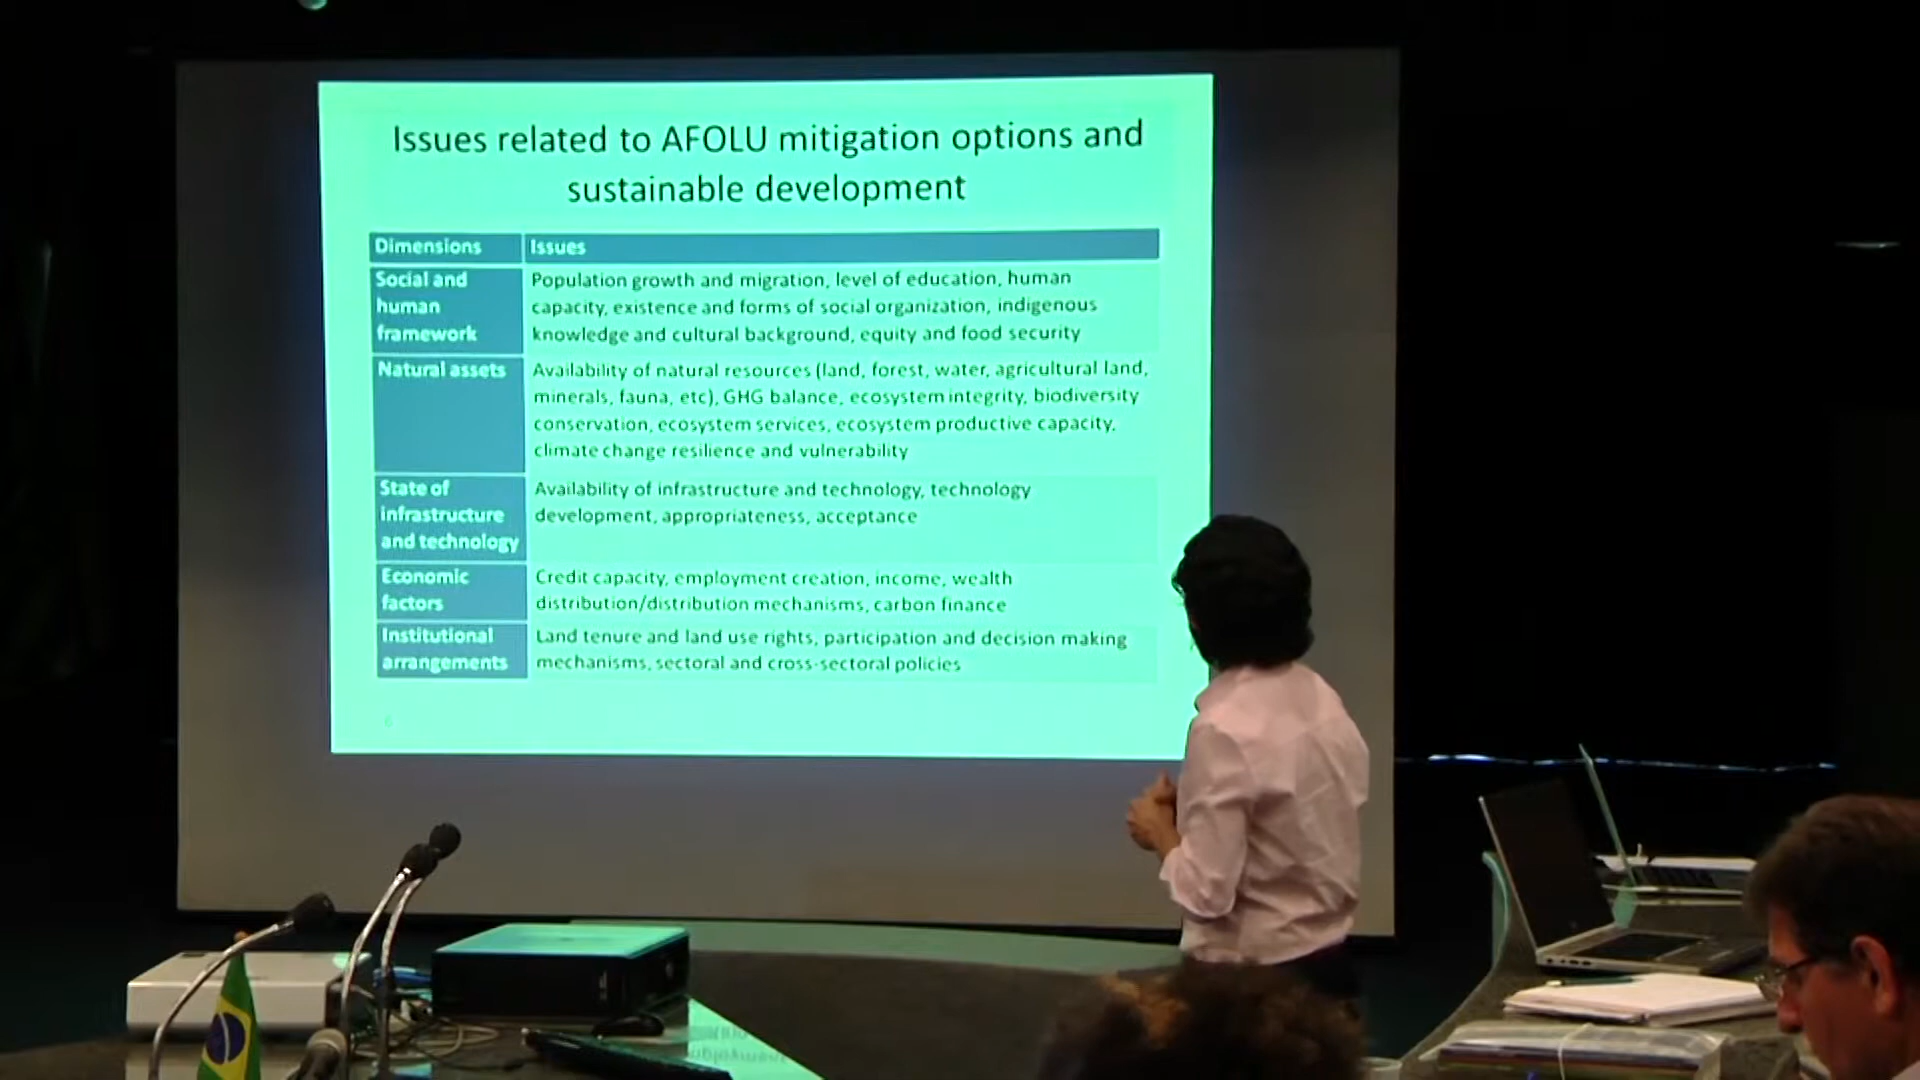 Issues related to AFOLU mitigation options and
sustainable development
Dimensions
Issues
Social and
human
framework
Population growth and migration, level of education, human
capacity, existence and forms of social organization, indigenous
knowledge and cultural background, equity and food security
Natural assets
Availability of natural resources (land, forest, water, agricultural land,
minerals, fauna, etc), GHG balance, ecosystem integrity, biodiversity
conservation, ecosystem services, ecosystem productive capacity,
climate change resilience and vulnerability
State of
infrastructure
and technology
Availability of infrastructure and technology, technology
development, appropriateness, acceptance
Economic
factors
Credit capacity, employment creation, income, wealth
distribution/distribution mechanisms, carbon finance
Institutional
arrangements
Land tenure and land use rights, participation and decision making
mechanisms, sectoral and cross-sectoral policies
6